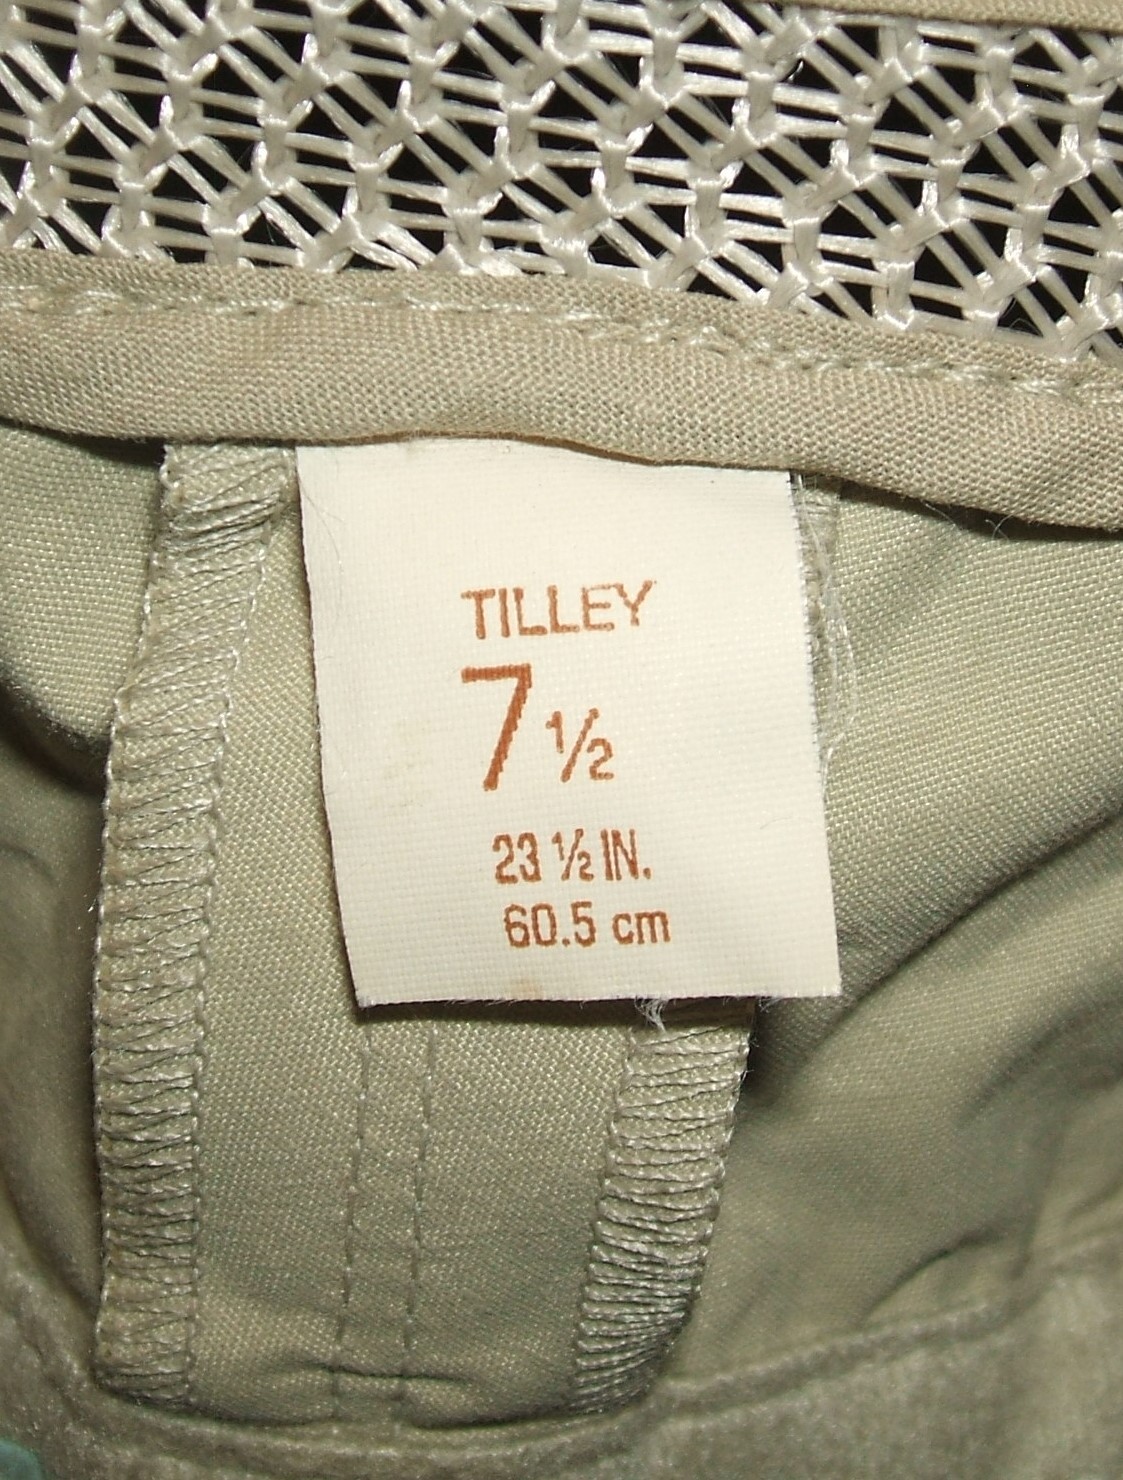 TILLEY
7 ½
23 ½ IN.
60.5 cm